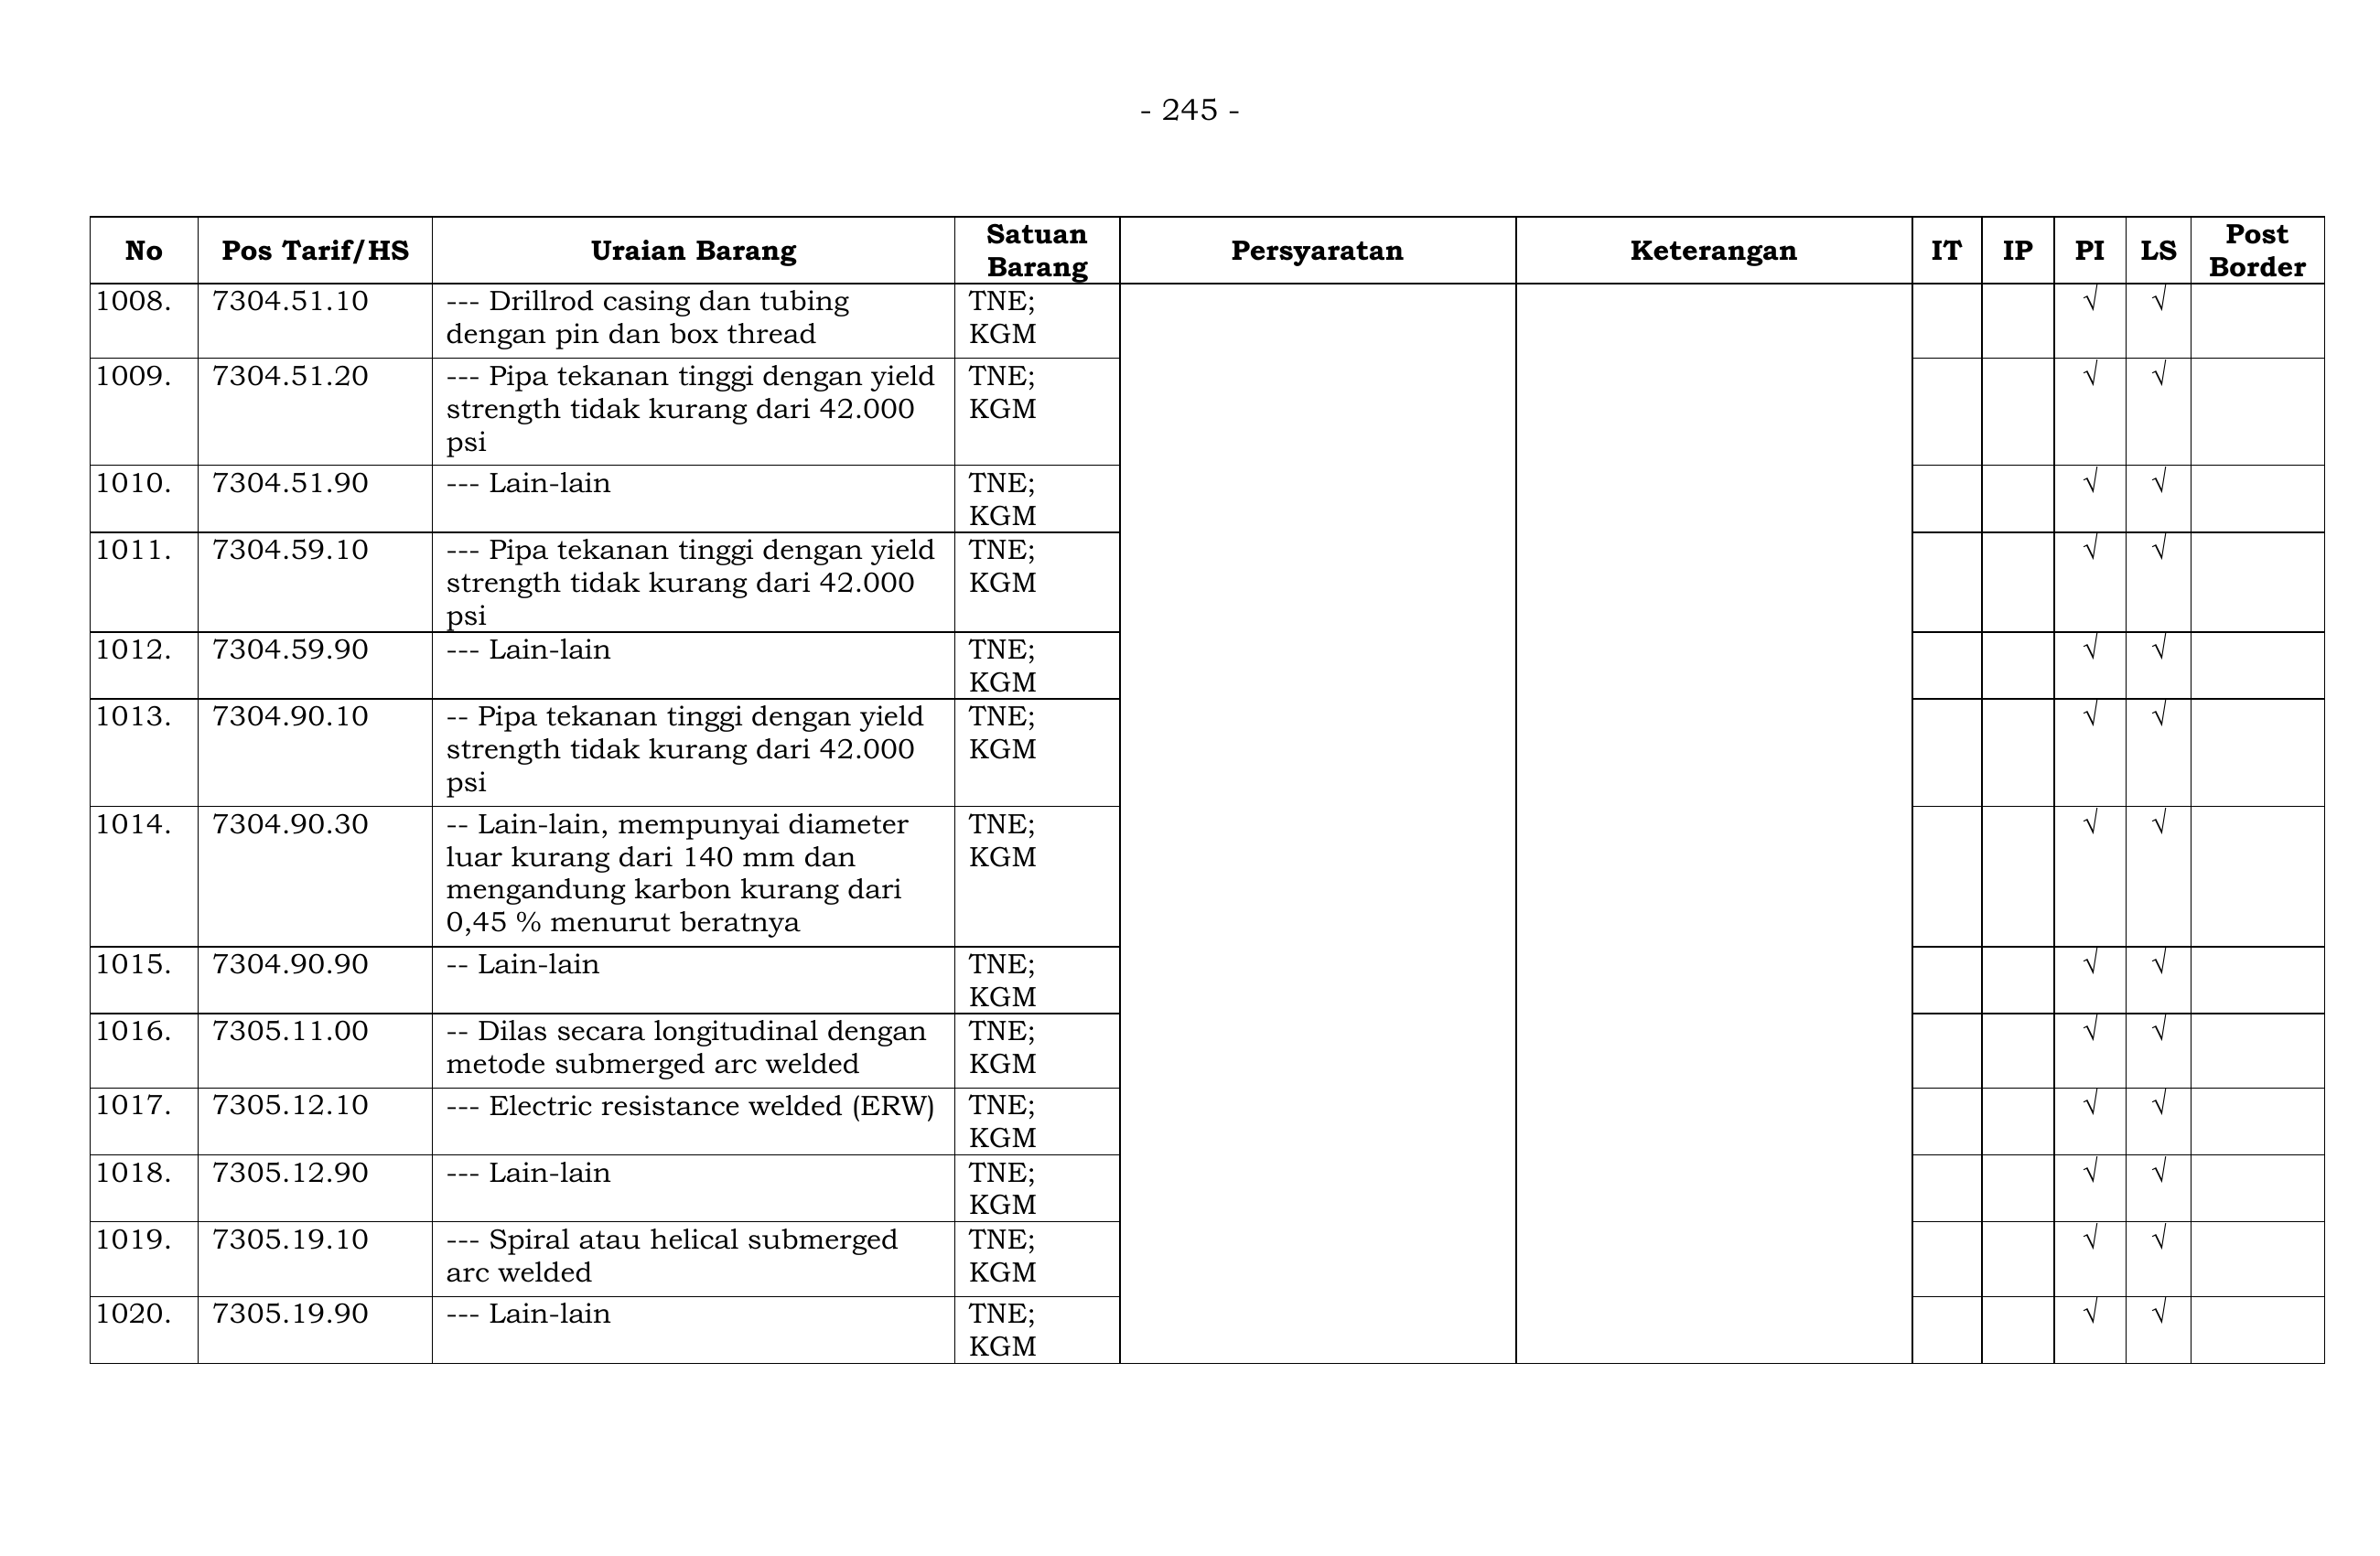 - 245 -
No Pos Tarif/HS Uraian Barang Satuan Barang Persyaratan Keterangan IT IP PI LS Post Border
1008. 7304.51.10 --- Drillrod casing dan tubing TNE; √ √
dengan pin dan box thread KGM
1009. 7304.51.20 --- Pipa tekanan tinggi dengan yield TNE; √ √
strength tidak kurang dari 42.000 KGM
psi
1010. 7304.51.90 --- Lain-lain TNE; √ √
KGM
1011. 7304.59.10 --- Pipa tekanan tinggi dengan yield TNE; √ √
strength tidak kurang dari 42.000 KGM
psi
1012. 7304.59.90 --- Lain-lain TNE; √ √
KGM
1013. 7304.90.10 -- Pipa tekanan tinggi dengan yield TNE; √ √
strength tidak kurang dari 42.000 KGM
psi
1014. 7304.90.30 -- Lain-lain, mempunyai diameter TNE; √ √
luar kurang dari 140 mm dan KGM
mengandung karbon kurang dari
0,45 % menurut beratnya
1015. 7304.90.90 -- Lain-lain TNE; √ √
KGM
1016. 7305.11.00 -- Dilas secara longitudinal dengan TNE; √ √
metode submerged arc welded KGM
1017. 7305.12.10 --- Electric resistance welded (ERW) TNE; √ √
KGM
1018. 7305.12.90 --- Lain-lain TNE; √ √
KGM
1019. 7305.19.10 --- Spiral atau helical submerged TNE; √ √
arc welded KGM
1020. 7305.19.90 --- Lain-lain TNE; √ √
KGM